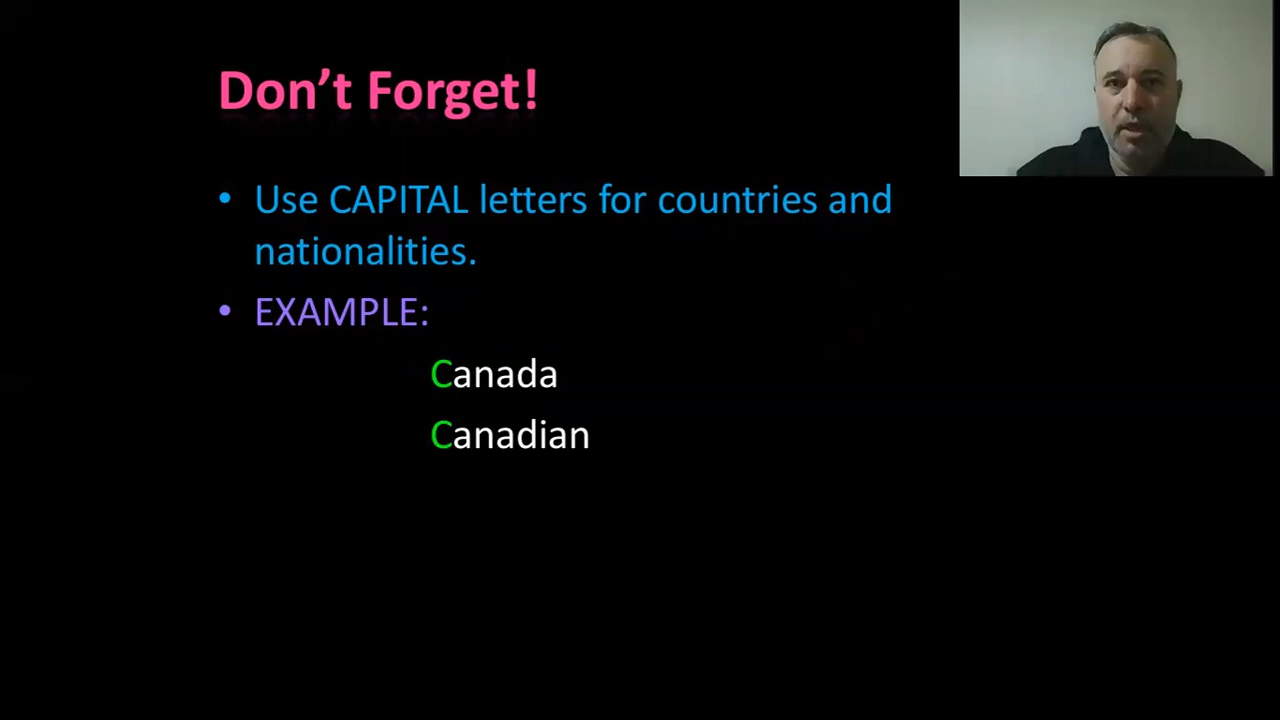 Don’t Forget!
• Use CAPITAL letters for countries and
nationalities.
• EXAMPLE:
Canada
Canadian